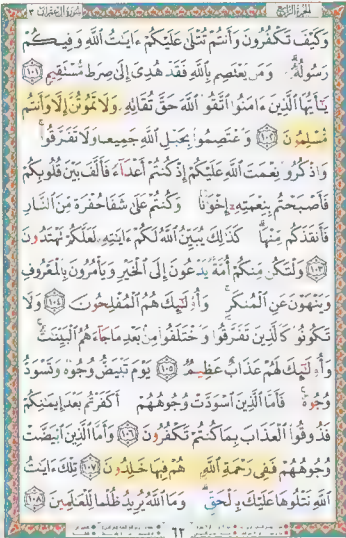 الجزء الرابع سورة آل عمران ٣
وَكَيْفَ تَكْفُرُونَ وَأَنتُمْ تُتْلَىٰ عَلَيْكُمْ ءَايَٰتُ ٱللَّهِ وَفِيكُمْ
رَسُولُهُۥ وَمَن يَعْتَصِم بِٱللَّهِ فَقَدْ هُدِىَ إِلَىٰ صِرَٰطٍ مُّسْتَقِيمٍ ١٠١
يَٰٓأَيُّهَا ٱلَّذِينَ ءَامَنُوا۟ ٱتَّقُوا۟ ٱللَّهَ حَقَّ تُقَاتِهِۦ وَلَا تَمُوتُنَّ إِلَّا وَأَنتُم
مُّسْلِمُونَ ١٠٢ وَٱعْتَصِمُوا۟ بِحَبْلِ ٱللَّهِ جَمِيعًا وَلَا تَفَرَّقُوا۟
وَٱذْكُرُوا۟ نِعْمَتَ ٱللَّهِ عَلَيْكُمْ إِذْ كُنتُمْ أَعْدَآءً فَأَلَّفَ بَيْنَ قُلُوبِكُمْ
فَأَصْبَحْتُم بِنِعْمَتِهِۦٓ إِخْوَٰنًا وَكُنتُمْ عَلَىٰ شَفَا حُفْرَةٍ مِّنَ ٱلنَّارِ
فَأَنقَذَكُم مِّنْهَا كَذَٰلِكَ يُبَيِّنُ ٱللَّهُ لَكُمْ ءَايَٰتِهِۦ لَعَلَّكُمْ تَهْتَدُونَ
١٠٣ وَلْتَكُن مِّنكُمْ أُمَّةٌ يَدْعُونَ إِلَى ٱلْخَيْرِ وَيَأْمُرُونَ بِٱلْمَعْرُوفِ
وَيَنْهَوْنَ عَنِ ٱلْمُنكَرِ وَأُو۟لَٰٓئِكَ هُمُ ٱلْمُفْلِحُونَ ١٠٤ وَلَا
تَكُونُوا۟ كَٱلَّذِينَ تَفَرَّقُوا۟ وَٱخْتَلَفُوا۟ مِنۢ بَعْدِ مَا جَآءَهُمُ ٱلْبَيِّنَٰتُ
وَأُو۟لَٰٓئِكَ لَهُمْ عَذَابٌ عَظِيمٌ ١٠٥ يَوْمَ تَبْيَضُّ وُجُوهٌ وَتَسْوَدُّ
وُجُوهٌ فَأَمَّا ٱلَّذِينَ ٱسْوَدَّتْ وُجُوهُهُمْ أَكَفَرْتُم بَعْدَ إِيمَٰنِكُمْ
فَذُوقُوا۟ ٱلْعَذَابَ بِمَا كُنتُمْ تَكْفُرُونَ ١٠٦ وَأَمَّا ٱلَّذِينَ ٱبْيَضَّتْ
وُجُوهُهُمْ فَفِى رَحْمَةِ ٱللَّهِ هُمْ فِيهَا خَٰلِدُونَ ١٠٧ تِلْكَ ءَايَٰتُ
ٱللَّهِ نَتْلُوهَا عَلَيْكَ بِٱلْحَقِّ وَمَا ٱللَّهُ يُرِيدُ ظُلْمًا لِّلْعَٰلَمِينَ ١٠٨
٦٣